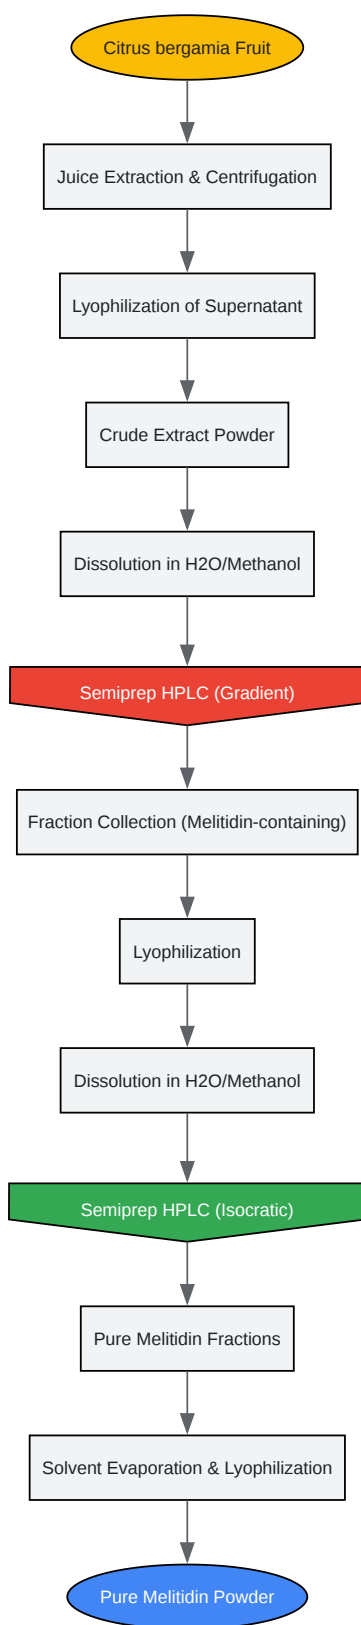 Citrus bergamia Fruit
Juice Extraction & Centrifugation
Lyophilization of Supernatant
Crude Extract Powder
Dissolution in H2O/Methanol
Semiprep HPLC (Gradient)
Fraction Collection (Melitidin-containing)
Lyophilization
Dissolution in H2O/Methanol
Semiprep HPLC (Isocratic)
Pure Melitidin Fractions
Solvent Evaporation & Lyophilization
Pure Melitidin Powder